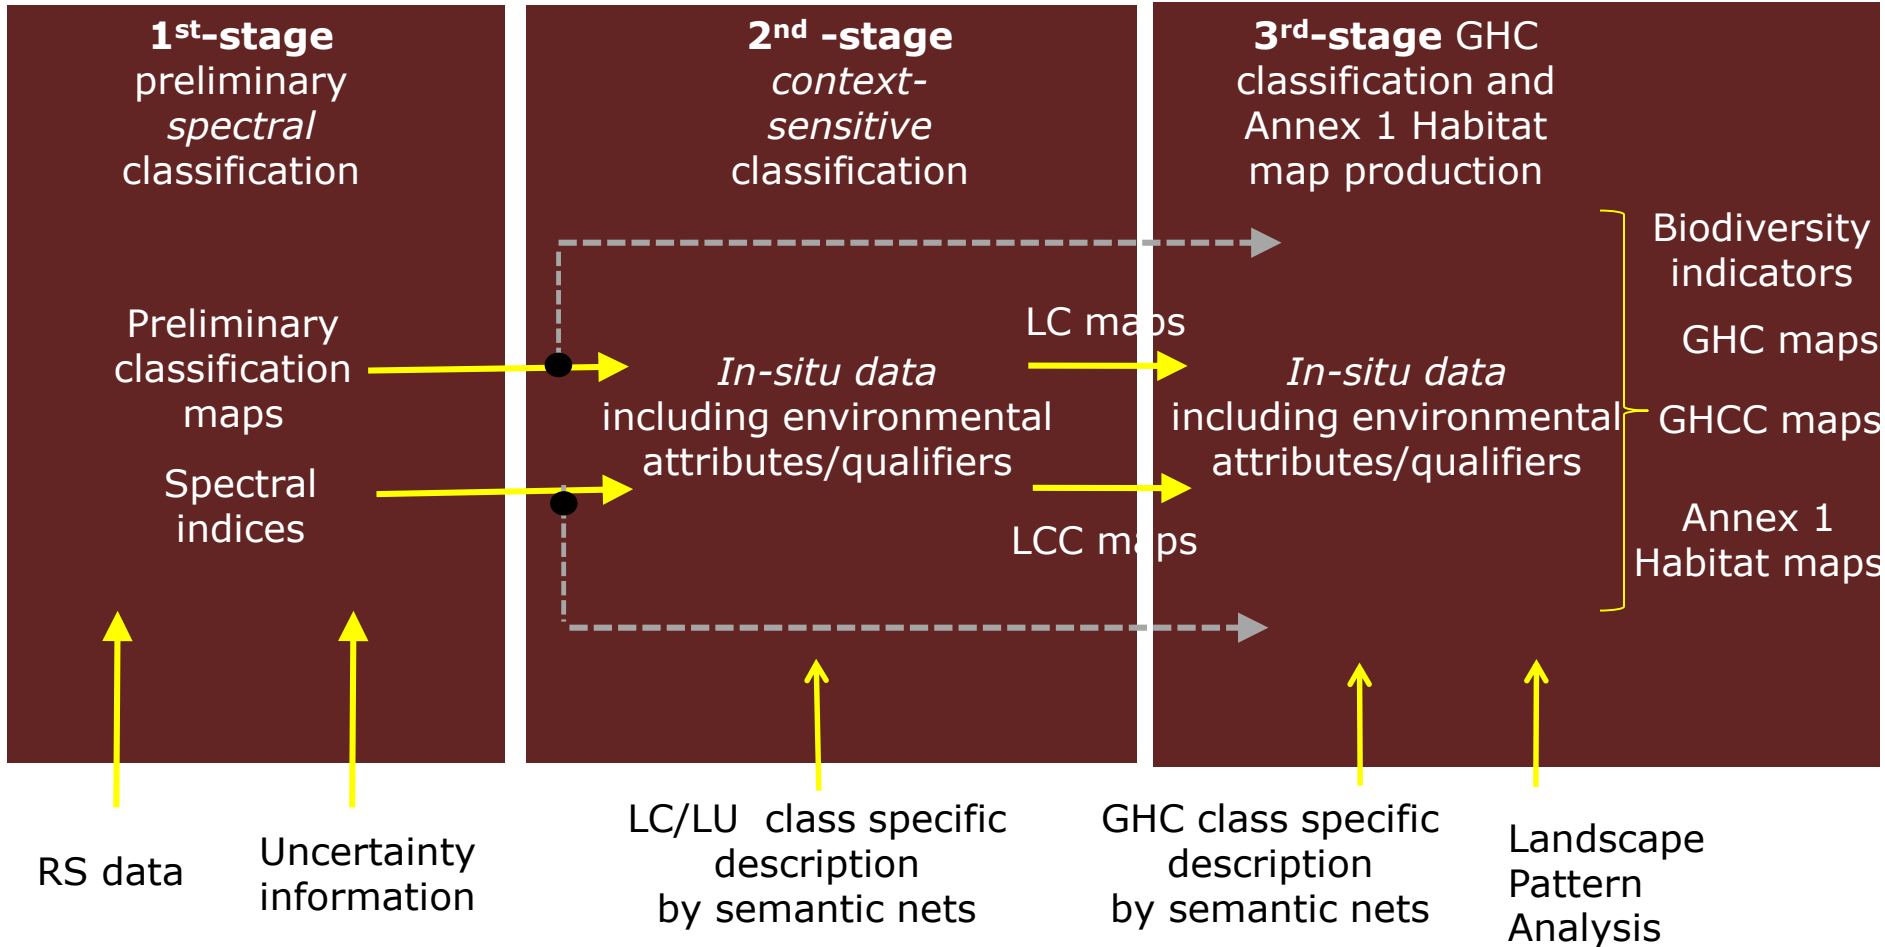 1st-stage
preliminary
spectral
classification
Preliminary
classification
maps
Spectral
indices
2nd -stage
context-
sensitive
classification
In-situ data
including environmental
attributes/qualifiers
LC maps
LCC maps
3rd-stage GHC
classification and
Annex 1 Habitat
map production
In-situ data
including environmental
attributes/qualifiers
Biodiversity
indicators
GHC maps
GHCC maps
Annex 1
Habitat maps
RS data
Uncertainty
information
LC/LU class specific
description
by semantic nets
GHC class specific
description
by semantic nets
Landscape
Pattern
Analysis